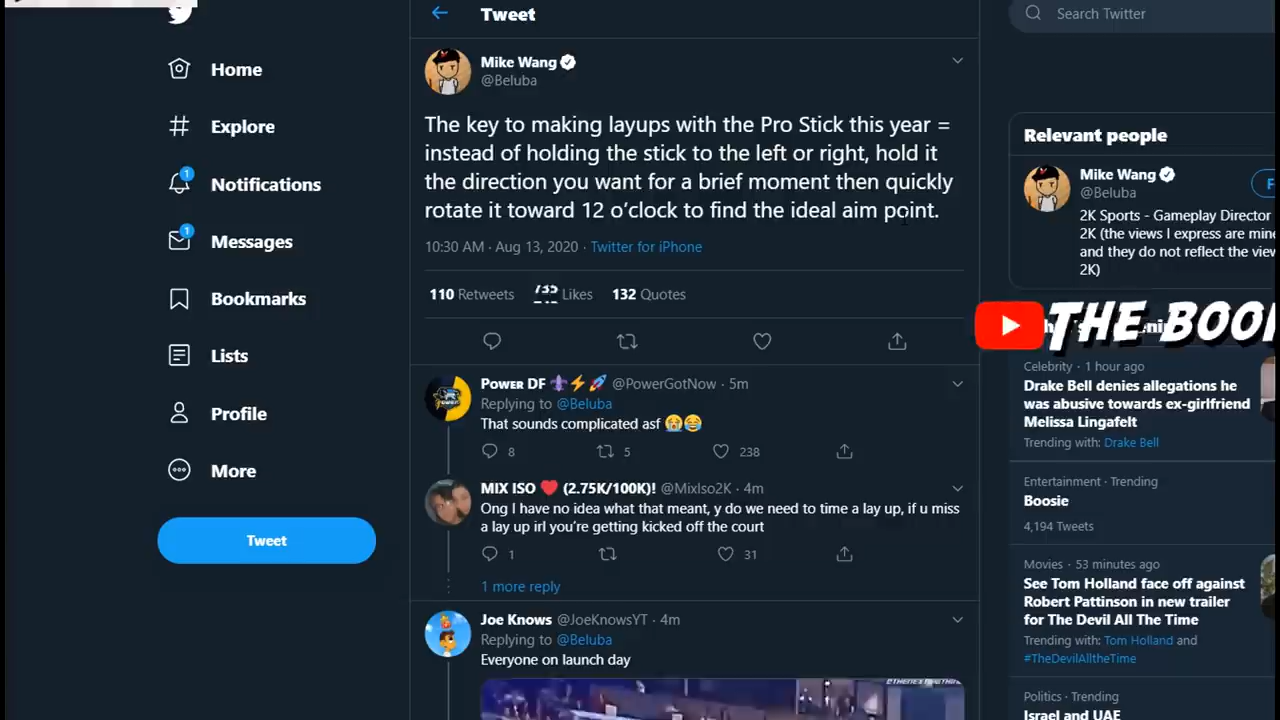 Home
Explore
1
Notifications
1
Messages
Bookmarks
Lists
Profile
More
Tweet
Tweet
Mike Wang
@Beluba
The key to making layups with the Pro Stick this year =
instead of holding the stick to the left or right, hold it
the direction you want for a brief moment then quickly
rotate it toward 12 o'clock to find the ideal aim point.
10:30 AM · Aug 13, 2020 · Twitter for iPhone
110 Retweets Likes 132 Quotes
Power DF ⚜️⚡🚀 @PowerGotNow · 5m
Replying to @Beluba
That sounds complicated asf 😭😂
8 5 238
MIX ISO ❤️ (2.75K/100K)! @MixIso2K · 4m
Ong I have no idea what that meant, y do we need to time a lay up, if u miss
a lay up irl you're getting kicked off the court
1 31
1 more reply
Joe Knows @JoeKnowsYT · 4m
Replying to @Beluba
Everyone on launch day
Search Twitter
Relevant people
Mike Wang
@Beluba
F
2K Sports - Gameplay Director
2K (the views I express are mine
and they do not reflect the view
2K)
THE BOO
Celebrity · 1 hour ago
Drake Bell denies allegations he
was abusive towards ex-girlfriend
Melissa Lingafelt
Trending with: Drake Bell
Entertainment · Trending
Boosie
4,194 Tweets
Movies · 53 minutes ago
See Tom Holland face off against
Robert Pattinson in new trailer
for The Devil All The Time
Trending with: Tom Holland and
#TheDevilAlltheTime
Politics · Trending
Israel and UAE